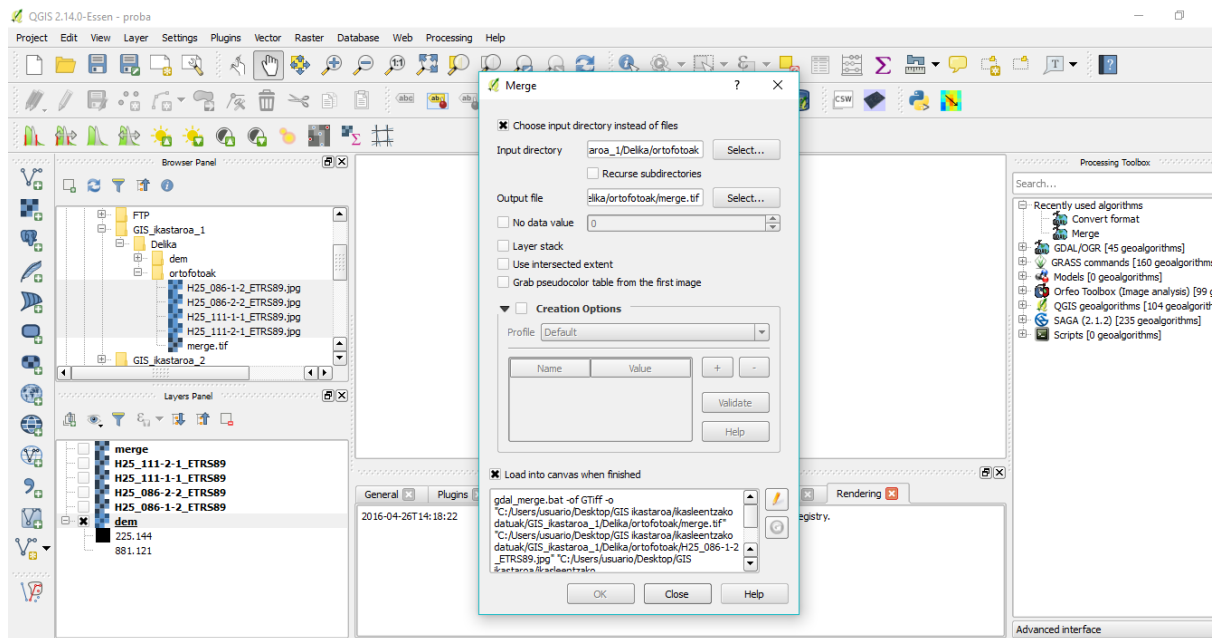 QGIS 2.14.0-Essen - proba
Project Edit View Layer Settings Plugins Vector Raster Database Web Processing Help
abc
CSW
Browser Panel
FTP
GIS_ikastaroa_1
Delika
dem
ortofotoak
H25_086-1-2_ETRS89.jpg
H25_086-2-2_ETRS89.jpg
H25_111-1-1_ETRS89.jpg
H25_111-2-1_ETRS89.jpg
merge.tif
GIS_ikastaroa_2
Layers Panel
merge
H25_111-2-1_ETRS89
H25_111-1-1_ETRS89
H25_086-2-2_ETRS89
H25_086-1-2_ETRS89
dem
225.144
881.121
Merge ?
Choose input directory instead of files
Input directory aroa_1/Delika/ortofotoak Select...
Recurse subdirectories
Output file elika/ortofotoak/merge.tif Select...
No data value 0
Layer stack
Use intersected extent
Grab pseudocolor table from the first image
Creation Options
Profile Default
Name Value + -
Validate
Help
Load into canvas when finished
gdal_merge.bat -of GTiff -o
"C:/Users/usuario/Desktop/GIS ikastaroa/ikasleentzako
datuak/GIS_ikastaroa_1/Delika/ortofotoak/merge.tif"
"C:/Users/usuario/Desktop/GIS ikastaroa/ikasleentzako
datuak/GIS_ikastaroa_1/Delika/ortofotoak/H25_086-1-2
_ETRS89.jpg" "C:/Users/usuario/Desktop/GIS
ikastaroa/ikasleentzako
OK Close Help
General Plugins Rendering
2016-04-26T14:18:22 egistry.
Processing Toolbox
Search...
Recently used algorithms
Convert format
Merge
GDAL/OGR [45 geoalgorithms]
GRASS commands [160 geoalgorithms
Models [0 geoalgorithms]
Orfeo Toolbox (Image analysis) [99 g
QGIS geoalgorithms [104 geoalgorith
SAGA (2.1.2) [235 geoalgorithms]
Scripts [0 geoalgorithms]
Advanced interface